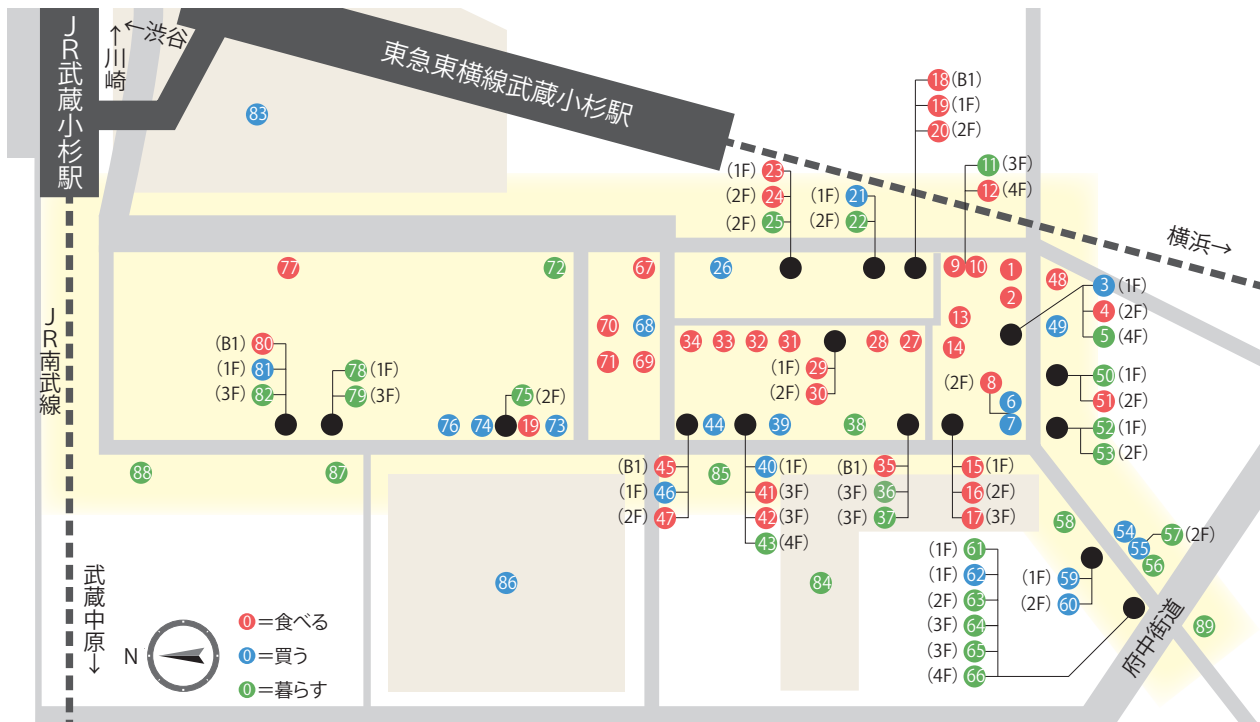 JR武蔵小杉駅
←渋谷
↑川崎
東急東横線武蔵小杉駅
横浜→
JR南武線
武蔵中原↓
府中街道
83
18(B1)
19(1F)
20(2F)
11(3F)
12(4F)
(1F)23
(2F)24
(2F)25
(1F)21
(2F)22
77
72
67
26
9
10
1
2
48
3(1F)
4(2F)
5(4F)
49
13
14
70
68
71
69
34
33
32
31
28
27
(1F)29
(2F)30
(B1)80
(1F)81
(3F)82
78(1F)
79(3F)
75(2F)
(2F)8
6
7
50(1F)
51(2F)
52(1F)
53(2F)
76
74
19
73
44
39
38
88
87
85
(B1)45
(1F)46
(2F)47
40(1F)
41(3F)
42(3F)
43(4F)
(B1)35
(3F)36
(3F)37
15(1F)
16(2F)
17(3F)
58
54
55
57(2F)
56
86
84
(1F)61
(1F)62
(2F)63
(3F)64
(3F)65
(4F)66
(1F)59
(2F)60
89
N
0=食べる
0=買う
0=暮らす